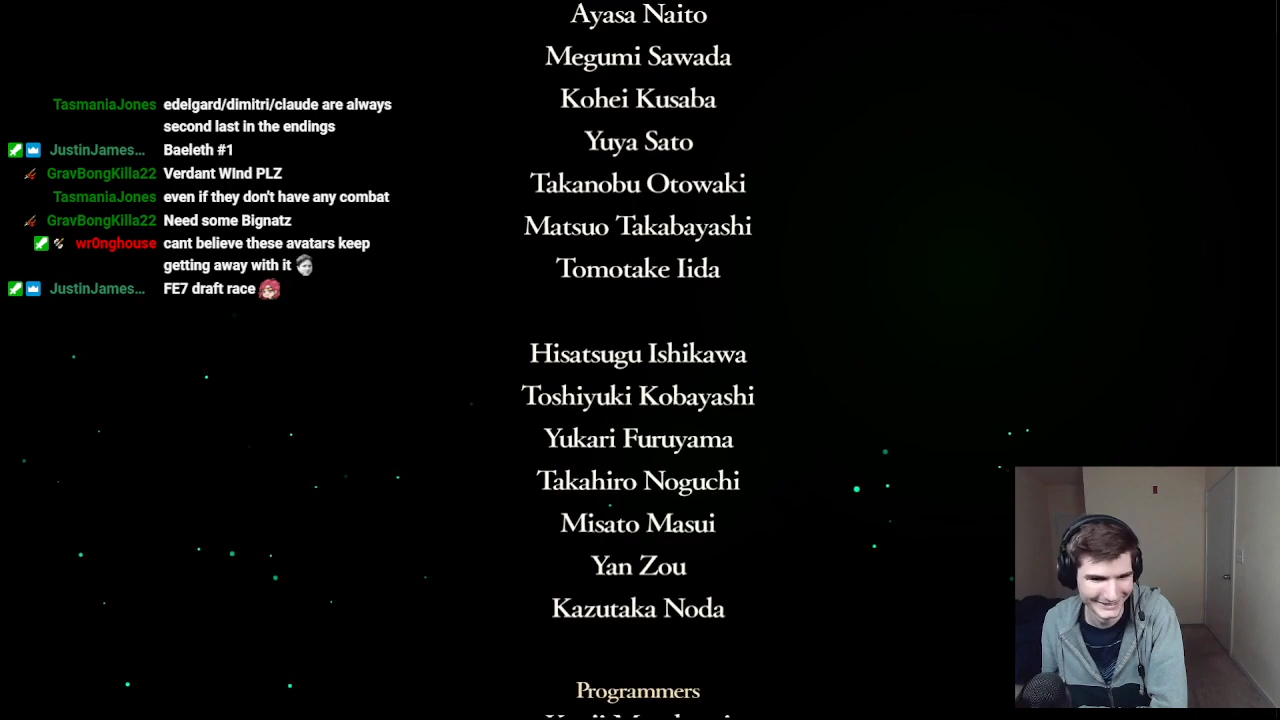 TasmaniaJones edelgard/dimitri/claude are always
second last in the endings
JustinJames... Baeleth #1
GravBongKilla22 Verdant WInd PLZ
TasmaniaJones even if they don't have any combat
GravBongKilla22 Need some Bignatz
wr0nghouse cant believe these avatars keep
getting away with it
JustinJames... FE7 draft race
Ayasa Naito
Megumi Sawada
Kohei Kusaba
Yuya Sato
Takanobu Otowaki
Matsuo Takabayashi
Tomotake Iida
Hisatsugu Ishikawa
Toshiyuki Kobayashi
Yukari Furuyama
Takahiro Noguchi
Misato Masui
Yan Zou
Kazutaka Noda
Programmers